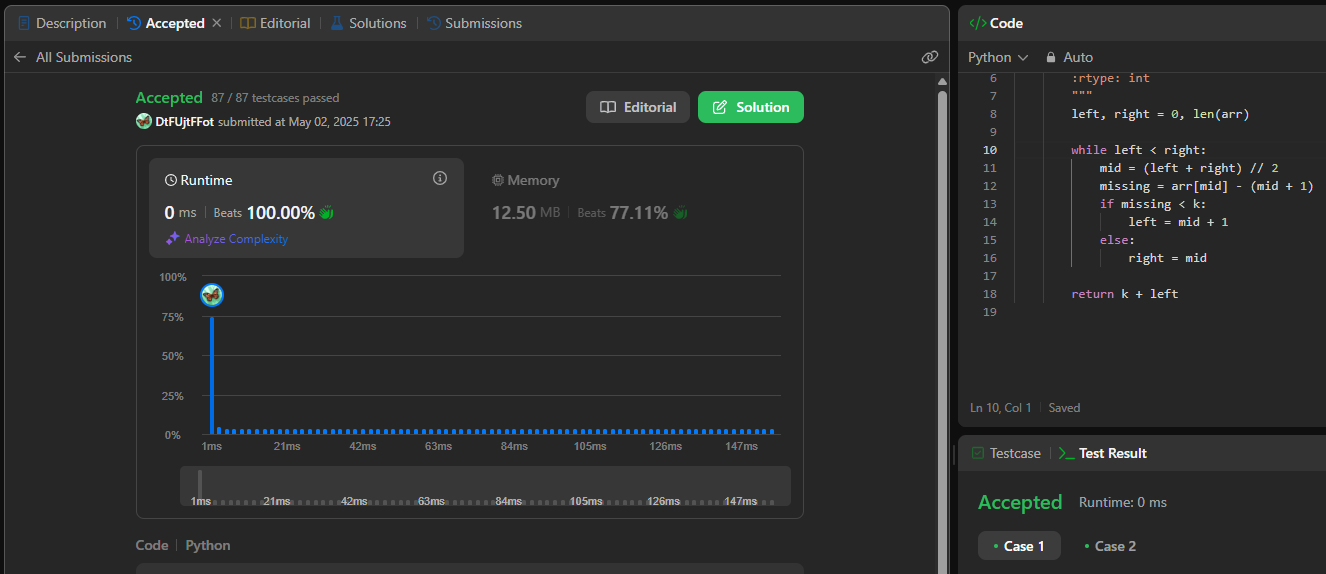 Description | Accepted × | Editorial | Solutions | Submissions
All Submissions
Accepted 87 / 87 testcases passed
DtFUjtFFot submitted at May 02, 2025 17:25
Editorial
Solution
Runtime
0 ms | Beats 100.00%
Analyze Complexity
Memory
12.50 MB | Beats 77.11%
100%
75%
50%
25%
0%
1ms 21ms 42ms 63ms 84ms 105ms 126ms 147ms
1ms 21ms 42ms 63ms 84ms 105ms 126ms 147ms
Code | Python
</> Code
Python Auto
6 :rtype: int
7 """
8 left, right = 0, len(arr)
9
10 while left < right:
11 mid = (left + right) // 2
12 missing = arr[mid] - (mid + 1)
13 if missing < k:
14 left = mid + 1
15 else:
16 right = mid
17
18 return k + left
19
Ln 10, Col 1 | Saved
Testcase | >_ Test Result
Accepted Runtime: 0 ms
• Case 1 • Case 2